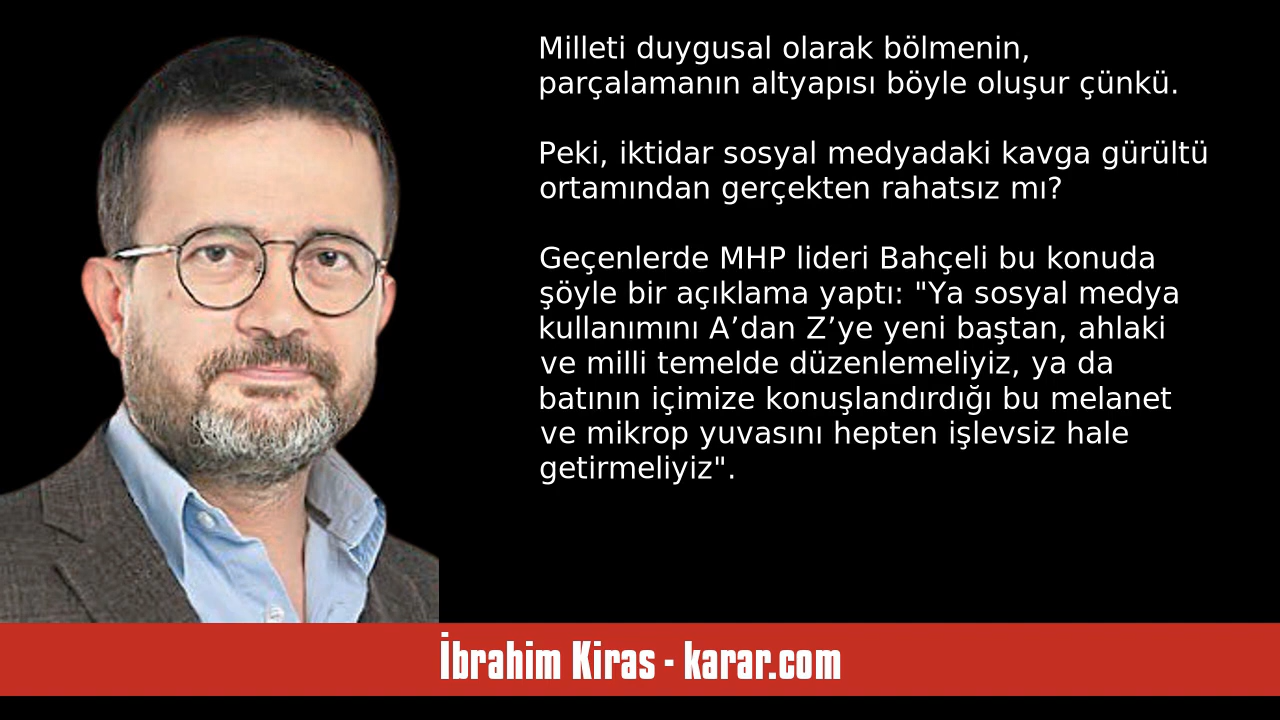 Milleti duygusal olarak bölmenin,
parçalamanın altyapısı böyle oluşur çünkü.
Peki, iktidar sosyal medyadaki kavga gürültü
ortamından gerçekten rahatsız mı?
Geçenlerde MHP lideri Bahçeli bu konuda
şöyle bir açıklama yaptı: "Ya sosyal medya
kullanımını A’dan Z’ye yeni baştan, ahlaki
ve milli temelde düzenlemeliyiz, ya da
batının içimize konuşlandırdığı bu melanet
ve mikrop yuvasını hepten işlevsiz hale
getirmeliyiz".
İbrahim Kiras - karar.com